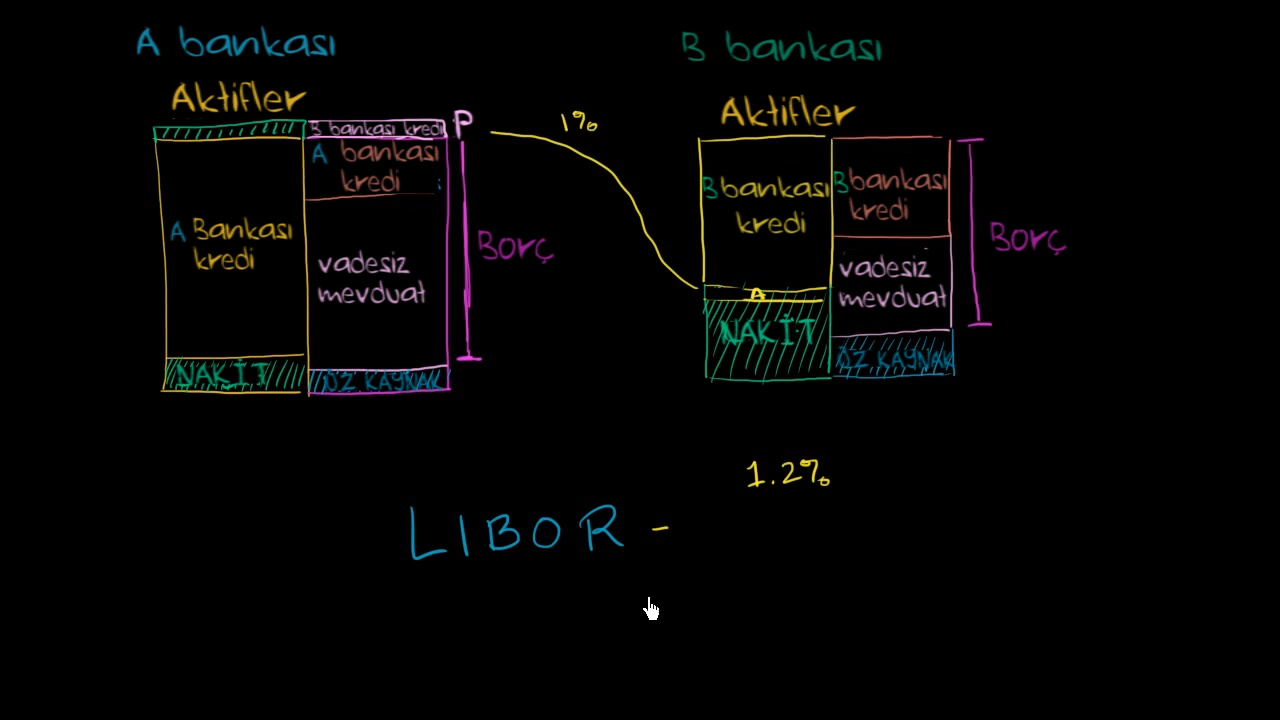 A bankası
Aktifler
B bankası kredi
P
A bankası
kredi
A Bankası
kredi
vadesiz
mevduat
Borç
NAKİT
ÖZ KAYNAK
1%
B bankası
Aktifler
B bankası
kredi
B bankası
kredi
A
NAKİT
vadesiz
mevduat
ÖZ KAYNAK
Borç
1.2%
LIBOR -